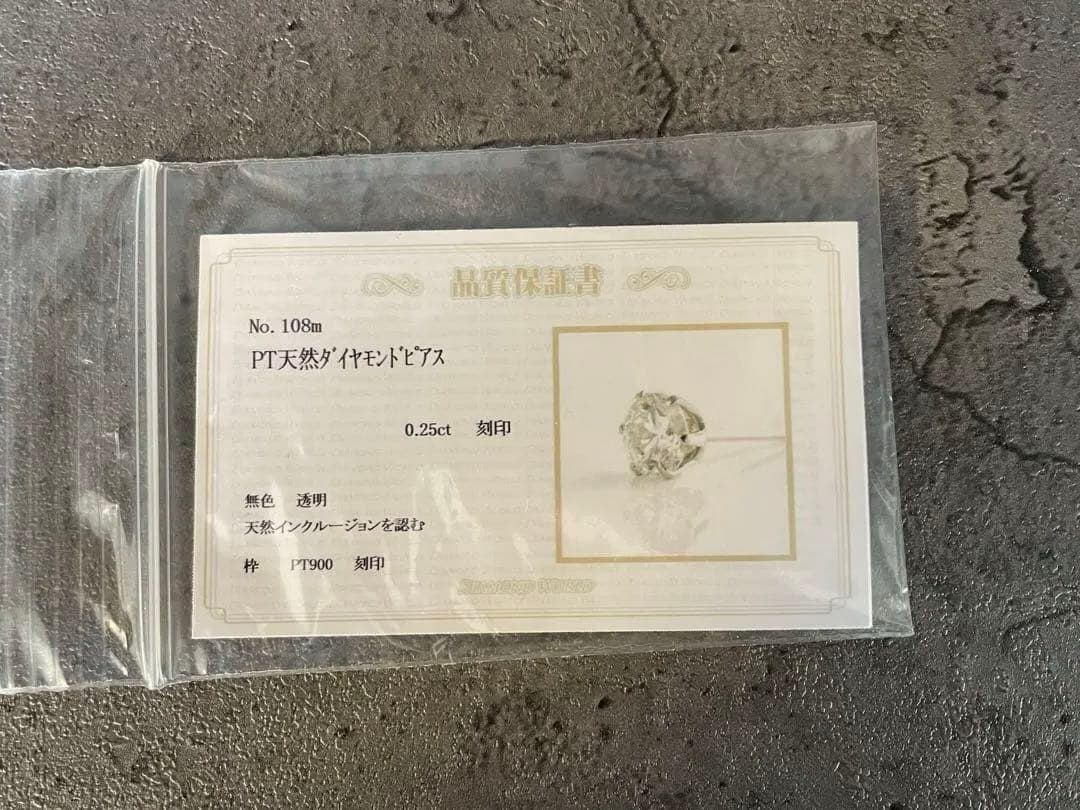 品質保証書
No. 108m
PT天然ﾀﾞｲﾔﾓﾝﾄﾞﾋﾟｱｽ
0.25ct 刻印
無色 透明
天然インクルージョンを認む
枠 PT900 刻印